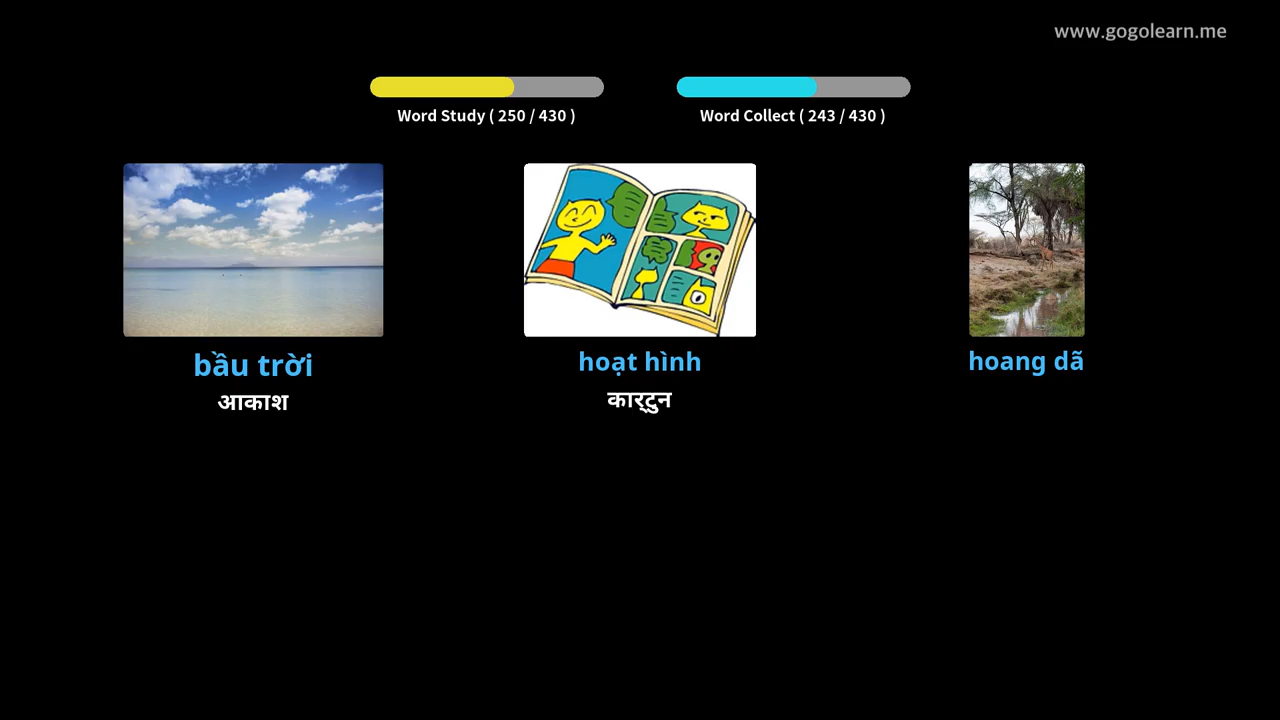 www.gogolearn.me
Word Study ( 250 / 430 )
Word Collect ( 243 / 430 )
bầu trời
आकाश
hoạt hình
कार्टुन
hoang dã